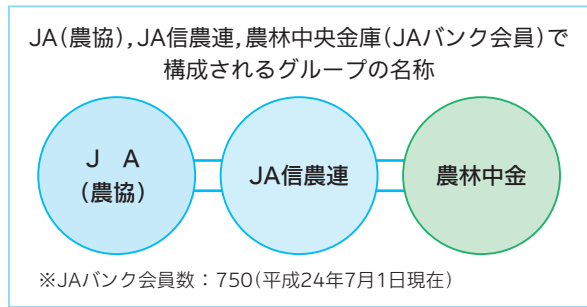 JA(農協),JA信農連,農林中央金庫(JAバンク会員)で
構成されるグループの名称
J A
(農協)
JA信農連
農林中金
※JAバンク会員数：750(平成24年7月1日現在)